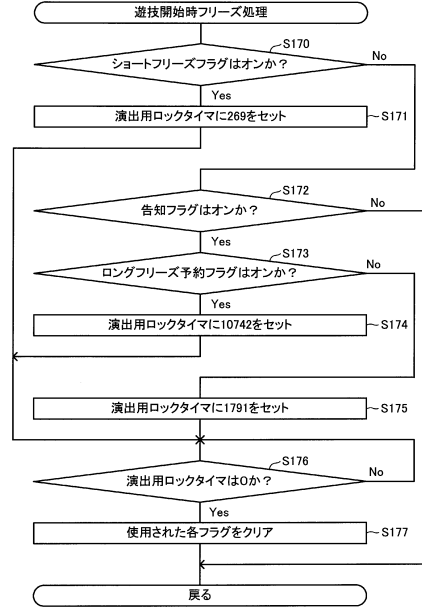 遊技開始時フリーズ処理
S170
ショートフリーズフラグはオンか?
No
Yes
演出用ロックタイマに269をセット
S171
S172
告知フラグはオンか?
No
Yes
S173
ロングフリーズ予約フラグはオンか?
No
Yes
演出用ロックタイマに10742をセット
S174
演出用ロックタイマに1791をセット
S175
S176
演出用ロックタイマは0か?
No
Yes
使用された各フラグをクリア
S177
戻る